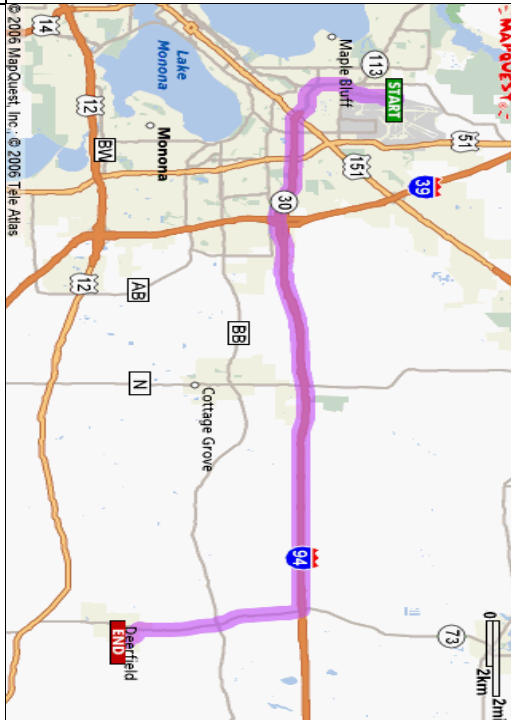 MAPQUEST
0
2mi
2km
51
39
73
START
113
151
Maple Bluff
94
30
BB
Cottage Grove
Lake
Monona
Monona
AB
N
Deerfield
END
BW
12
12
14
© 2006 MapQuest, Inc.; © 2006 Tele Atlas